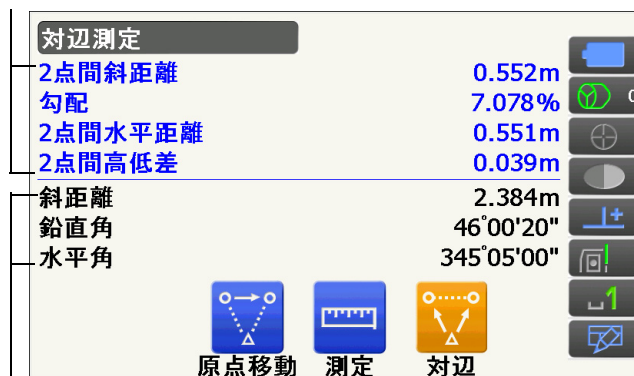 対辺測定
2点間斜距離 0.552m
勾配 7.078%
2点間水平距離 0.551m
2点間高低差 0.039m
斜距離 2.384m
鉛直角 46°00'20"
水平角 345°05'00"
原点移動 測定 対辺